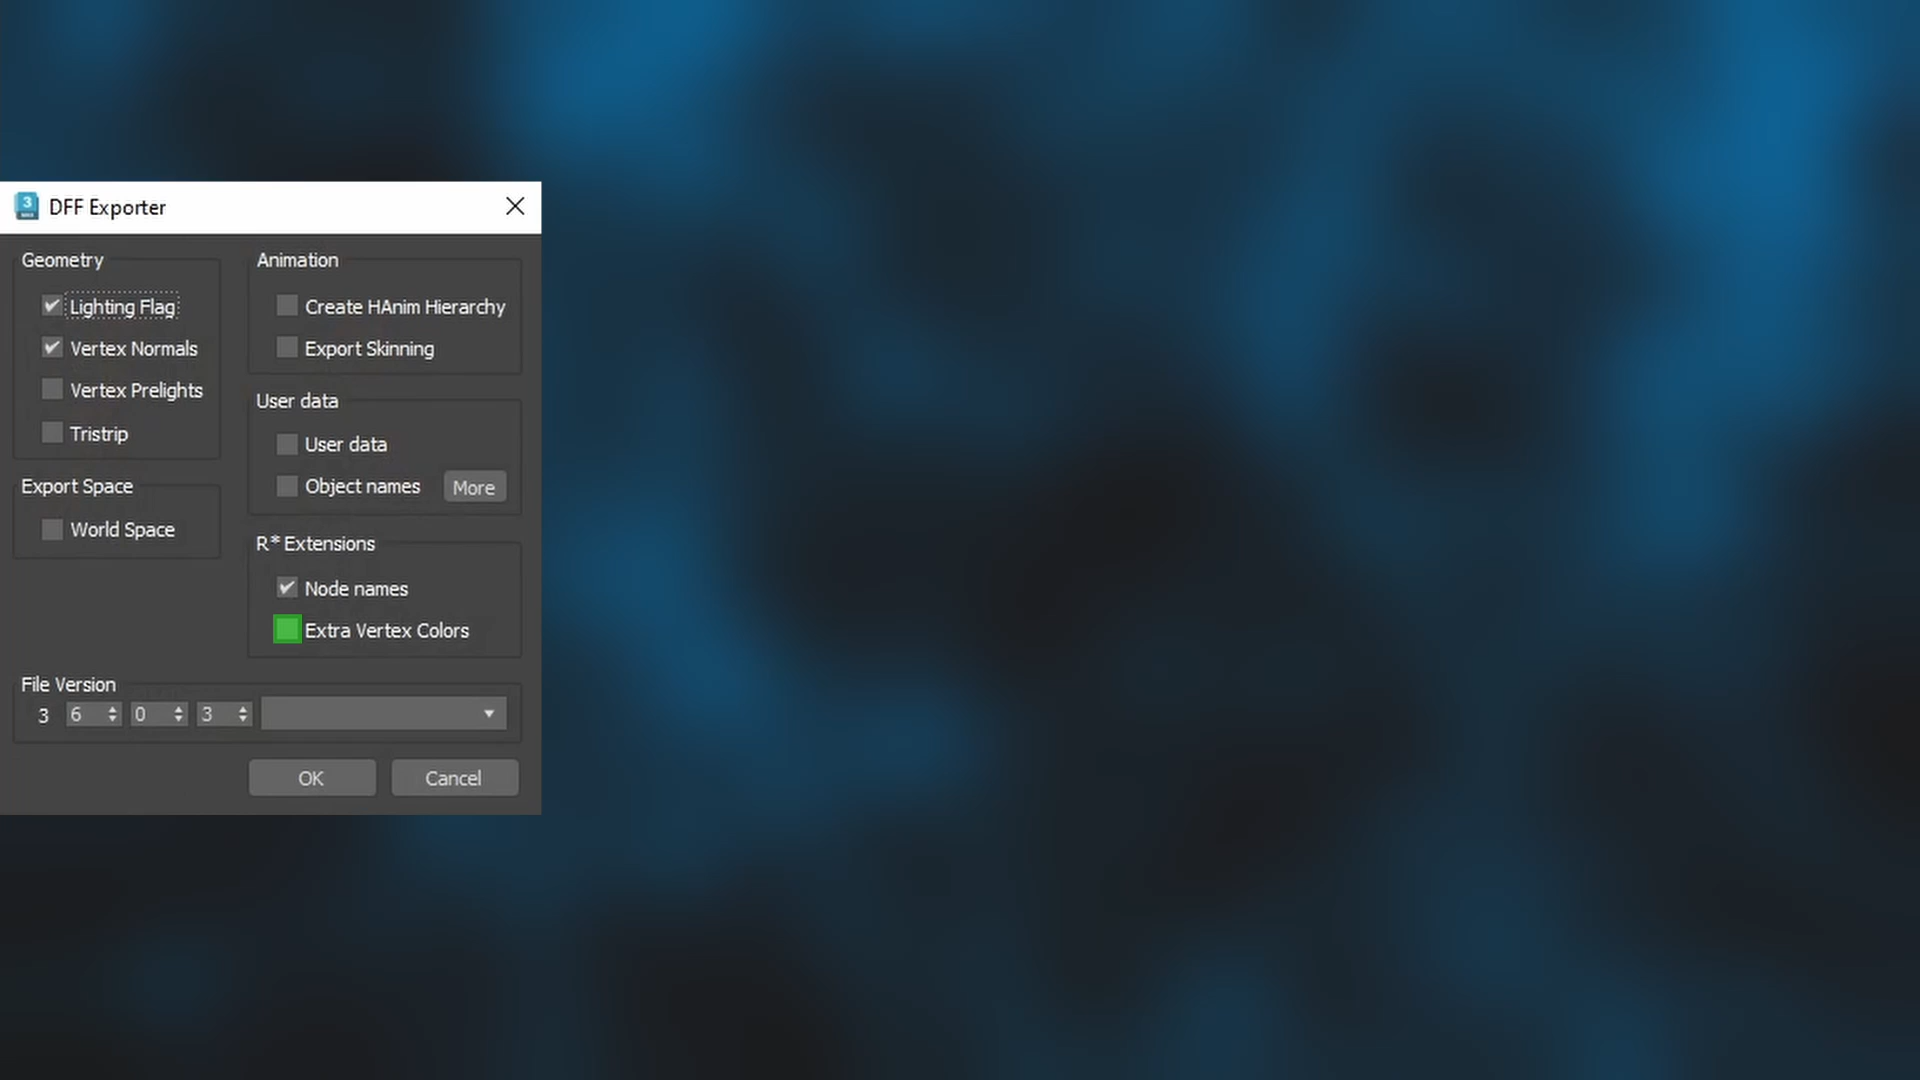 DFF Exporter
Geometry
Lighting Flag
Vertex Normals
Vertex Prelights
Tristrip
Export Space
World Space
Animation
Create HAnim Hierarchy
Export Skinning
User data
User data
Object names More
R* Extensions
Node names
Extra Vertex Colors
File Version
3 6 0 3
OK Cancel